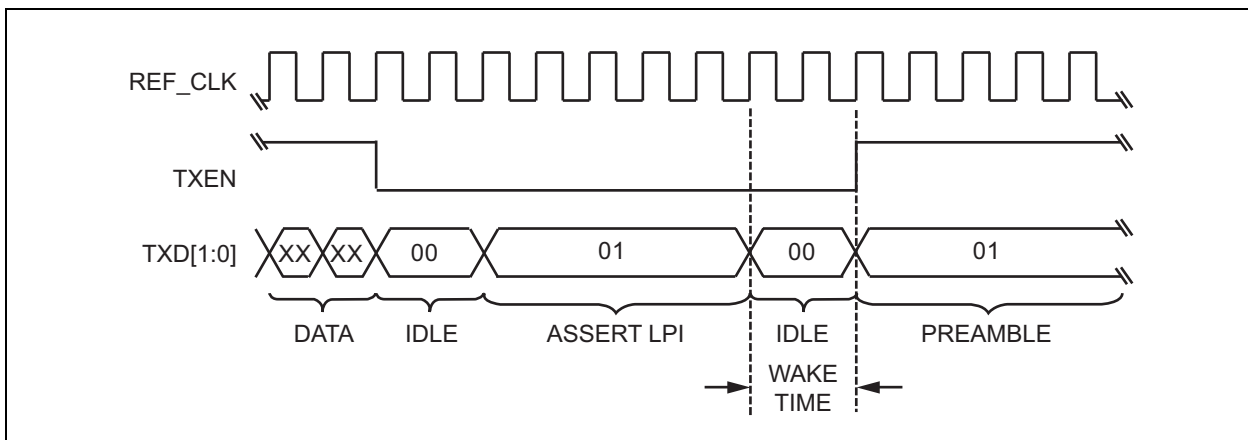 REF_CLK
TXEN
TXD[1:0] XX XX 00 01 00 01
DATA IDLE ASSERT LPI IDLE PREAMBLE
WAKE
TIME